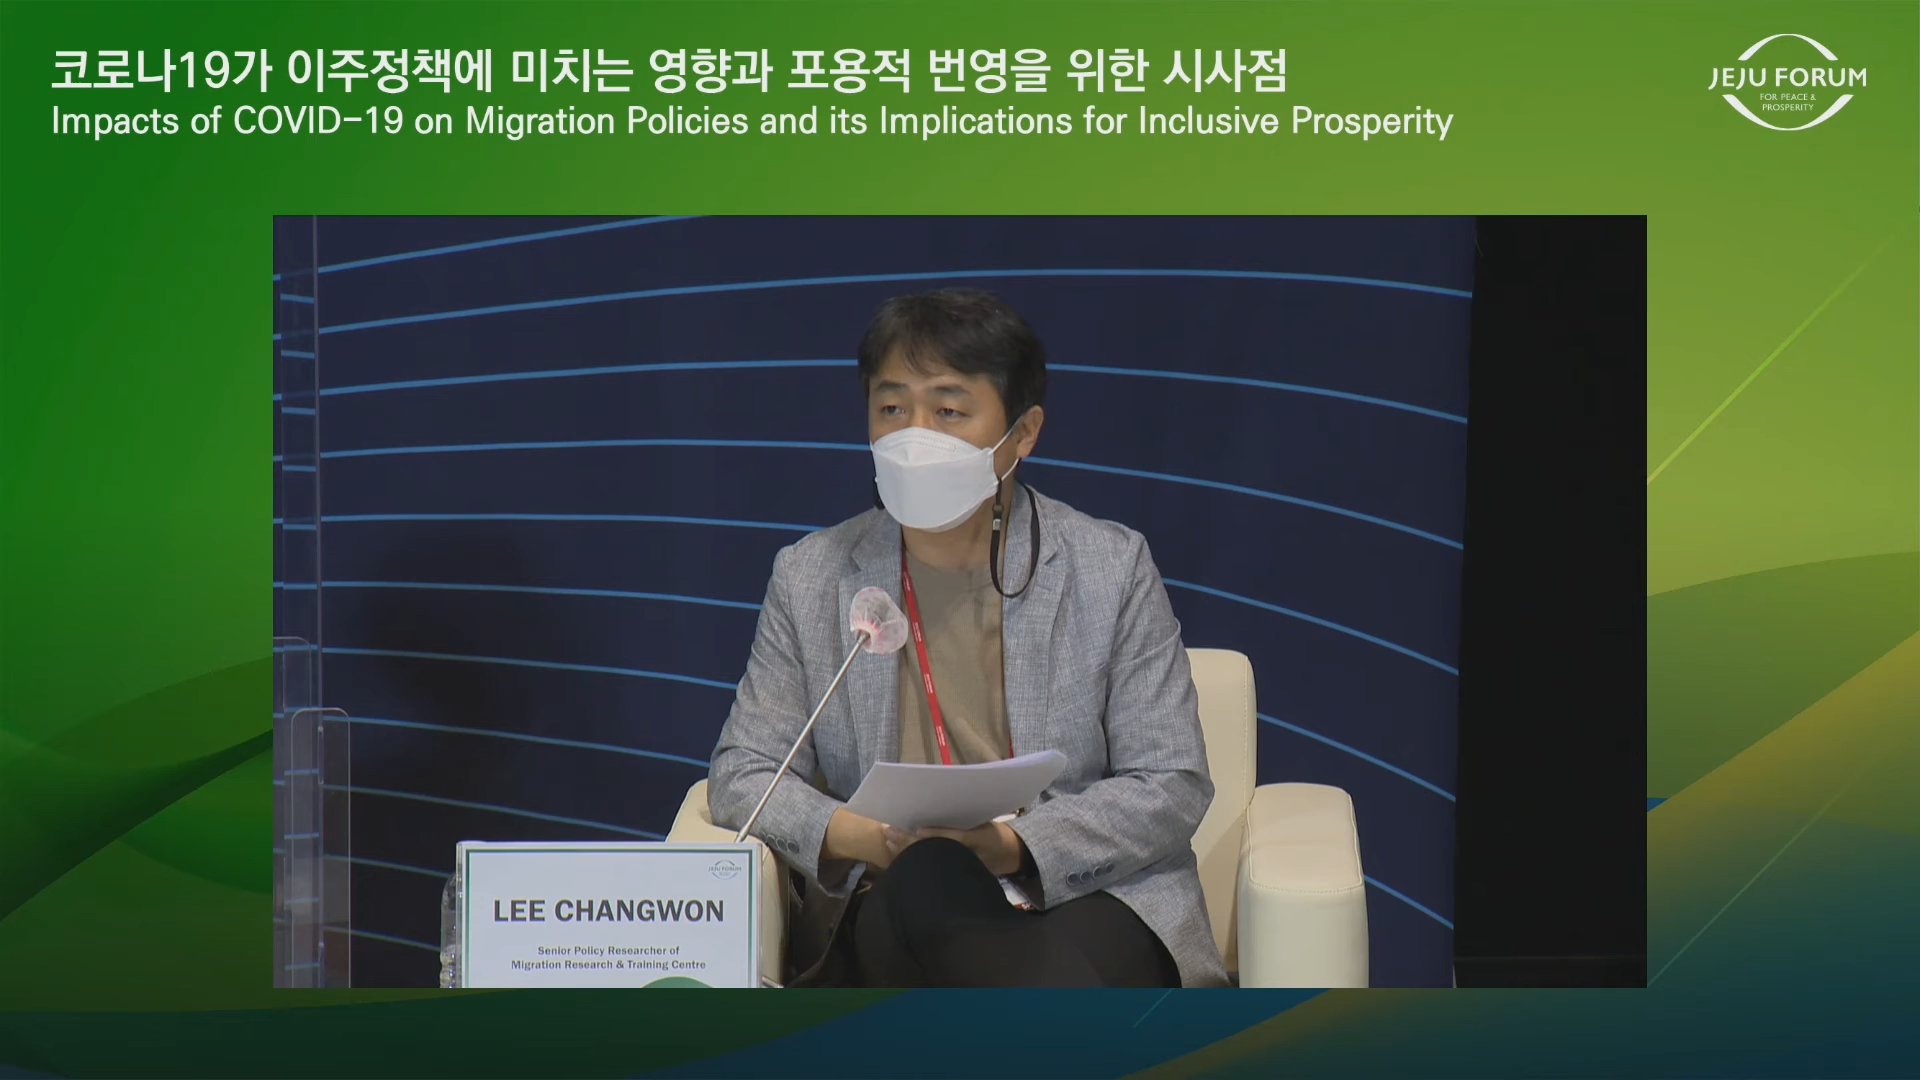 코로나19가 이주정책에 미치는 영향과 포용적 번영을 위한 시사점
Impacts of COVID-19 on Migration Policies and its Implications for Inclusive Prosperity
JEJU FORUM
FOR PEACE &
PROSPERITY
JEJU FORUM
LEE CHANGWON
Senior Policy Researcher of
Migration Research & Training Centre